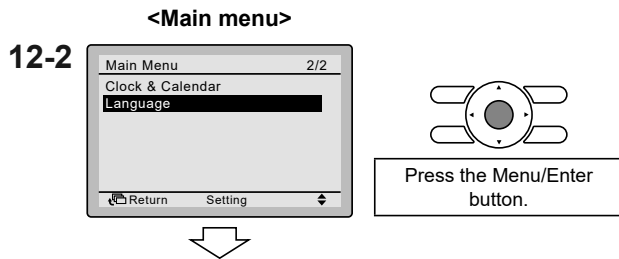 <Main menu>
12-2
Main Menu 2/2
Clock & Calendar
Language
Return Setting
Press the Menu/Enter
button.